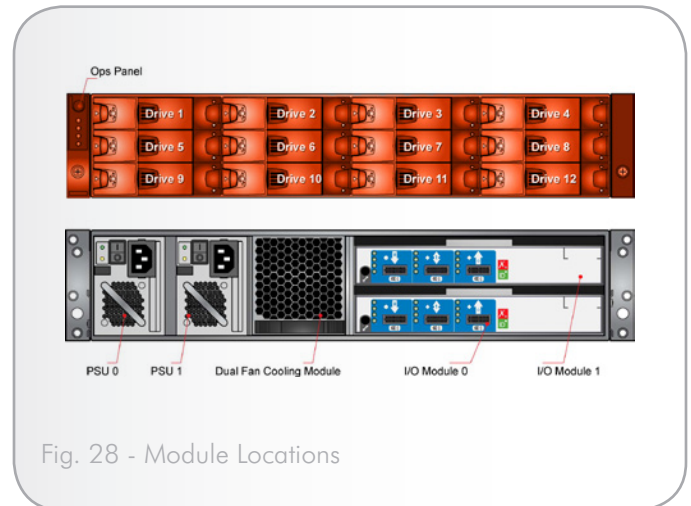 Ops Panel
Drive 1 Drive 2 Drive 3 Drive 4
Drive 5 Drive 6 Drive 7 Drive 8
Drive 9 Drive 10 Drive 11 Drive 12
PSU 0 PSU 1 Dual Fan Cooling Module I/O Module 0 I/O Module 1
Fig. 28 - Module Locations